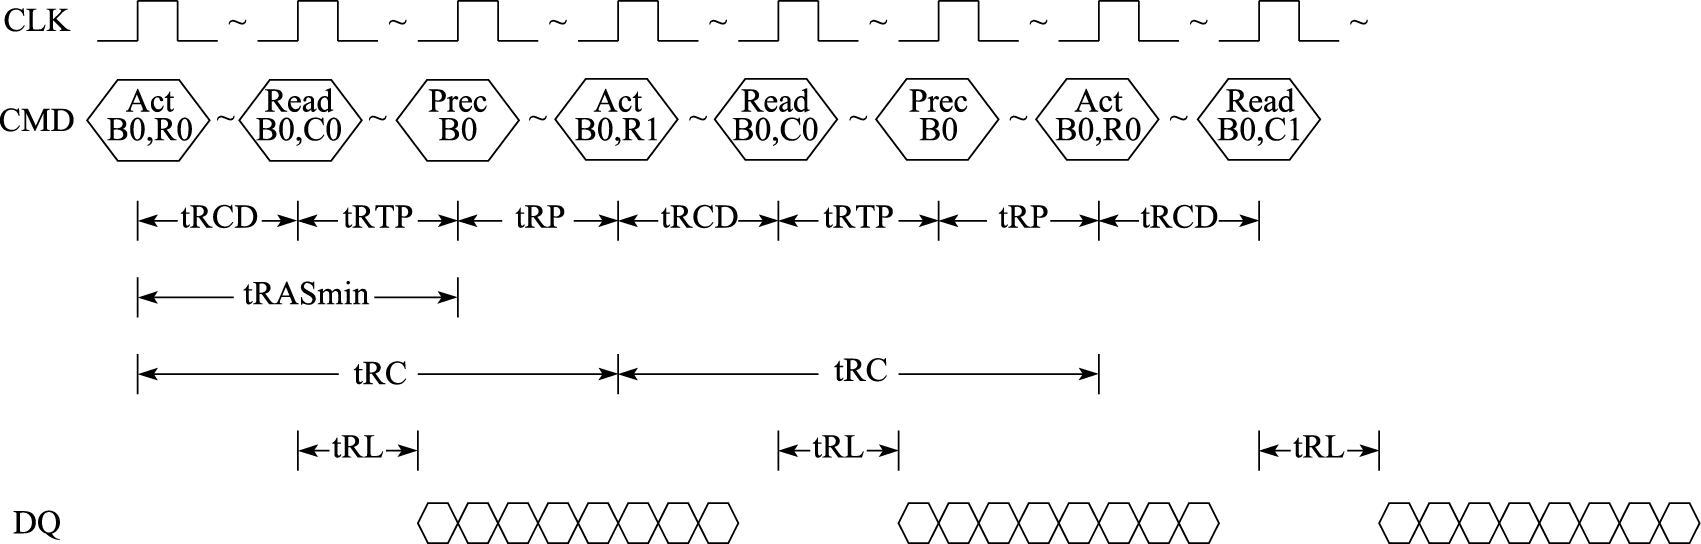 CLK ~ ~ ~ ~ ~ ~ ~ ~
CMD Act B0,R0 ~ Read B0,C0 ~ Prec B0 ~ Act B0,R1 ~ Read B0,C0 ~ Prec B0 ~ Act B0,R0 ~ Read B0,C1
tRCD tRTP tRP tRCD tRTP tRP tRCD
tRASmin
tRC tRC
tRL tRL tRL
DQ